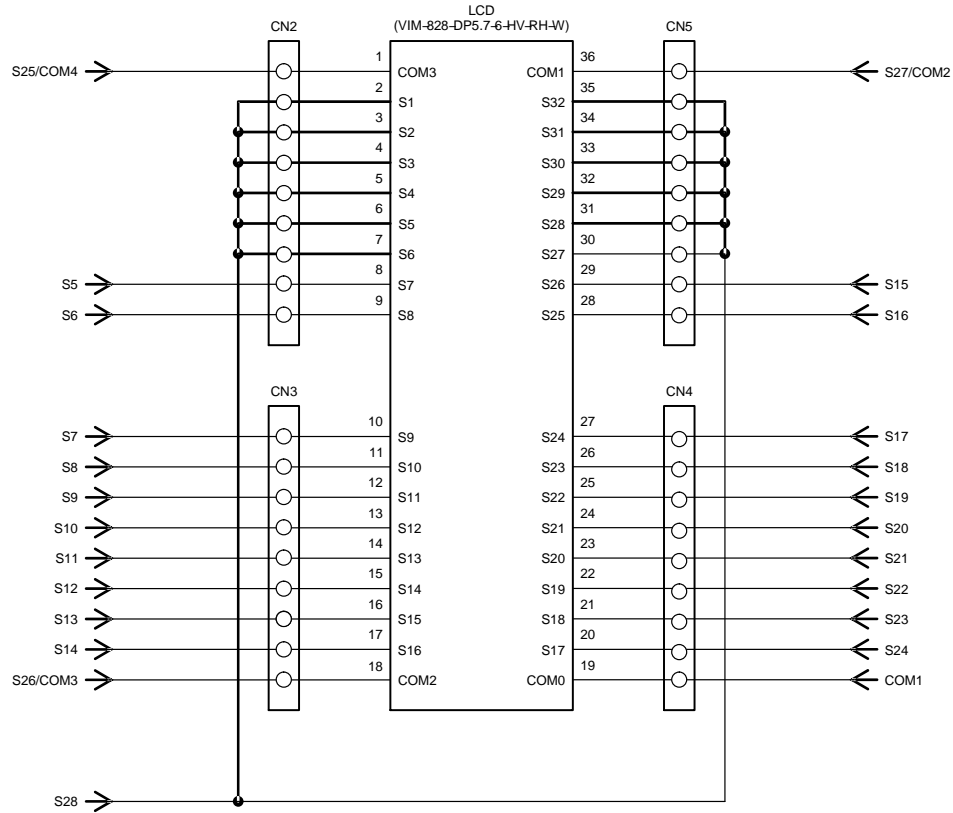 LCD
(VIM-828-DP5.7-6-HV-RH-W)
CN2 CN5
1 36
S25/COM4 COM3 COM1 S27/COM2
2 35
S1 S32
3 34
S2 S31
4 33
S3 S30
5 32
S4 S29
6 31
S5 S28
7 30
S6 S27
8 29
S5 S7 S26 S15
9 28
S6 S8 S25 S16
CN3 CN4
10 27
S7 S9 S24 S17
11 26
S8 S10 S23 S18
12 25
S9 S11 S22 S19
13 24
S10 S12 S21 S20
14 23
S11 S13 S20 S21
15 22
S12 S14 S19 S22
16 21
S13 S15 S18 S23
17 20
S14 S16 S17 S24
18 19
S26/COM3 COM2 COM0 COM1
S28